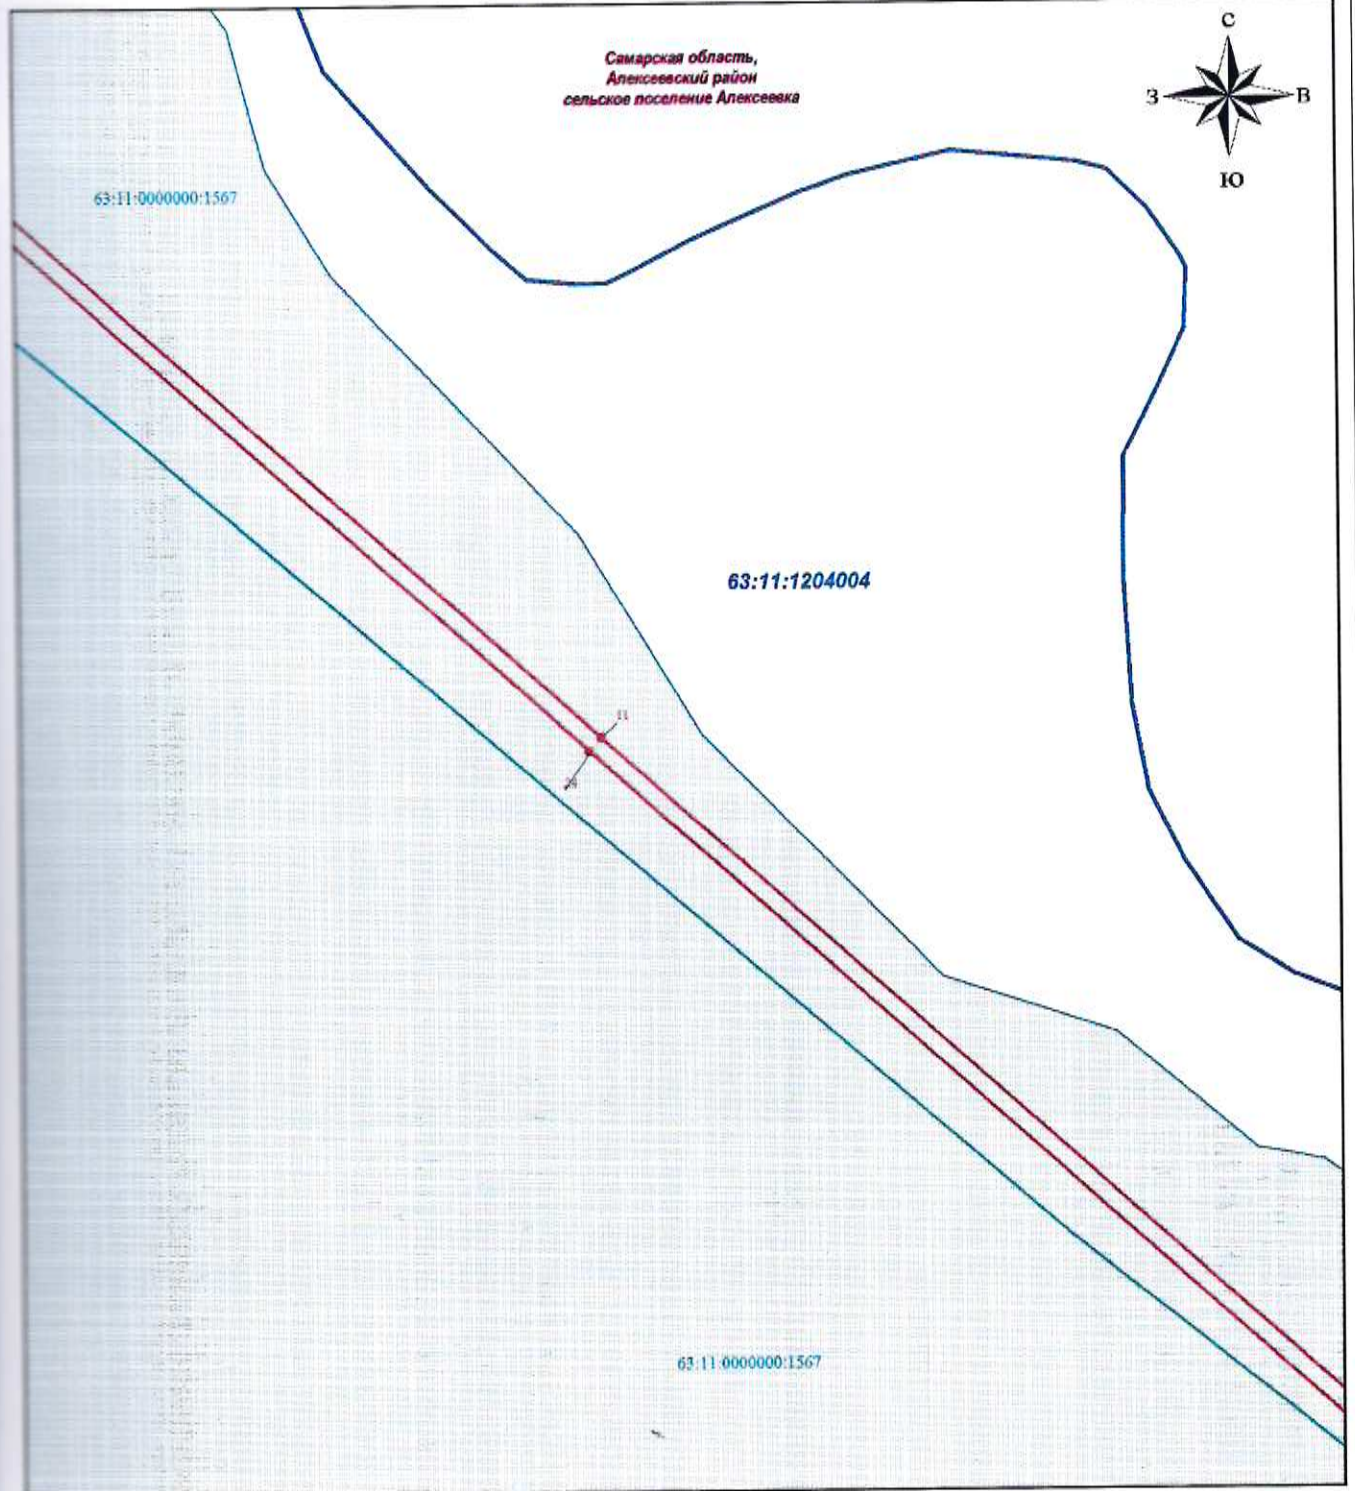 Самарская область,
Алексеевский район
сельское поселение Алексеевка
С
З
В
Ю
63:11:0000000:1567
63:11:1204004
11
63:11:0000000:1567